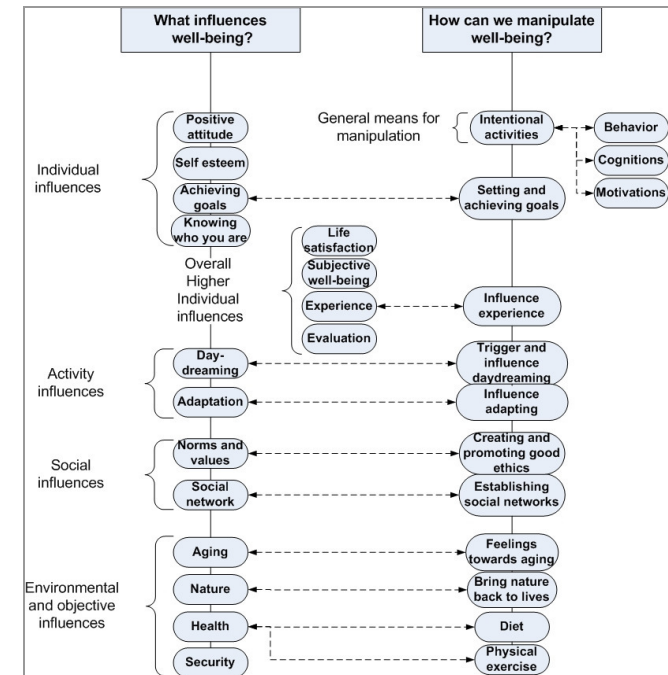 What influences
well-being?
How can we manipulate
well-being?
Individual
influences
Positive
attitude
Self esteem
Achieving
goals
Knowing
who you are
General means for
manipulation
Intentional
activities
Behavior
Cognitions
Motivations
Setting and
achieving goals
Overall
Higher
Individual
influences
Life
satisfaction
Subjective
well-being
Experience
Evaluation
Influence
experience
Activity
influences
Day-
dreaming
Adaptation
Trigger and
influence
daydreaming
Influence
adapting
Social
influences
Norms and
values
Social
network
Creating and
promoting good
ethics
Establishing
social networks
Environmental
and objective
influences
Aging
Nature
Health
Security
Feelings
towards aging
Bring nature
back to lives
Diet
Physical
exercise